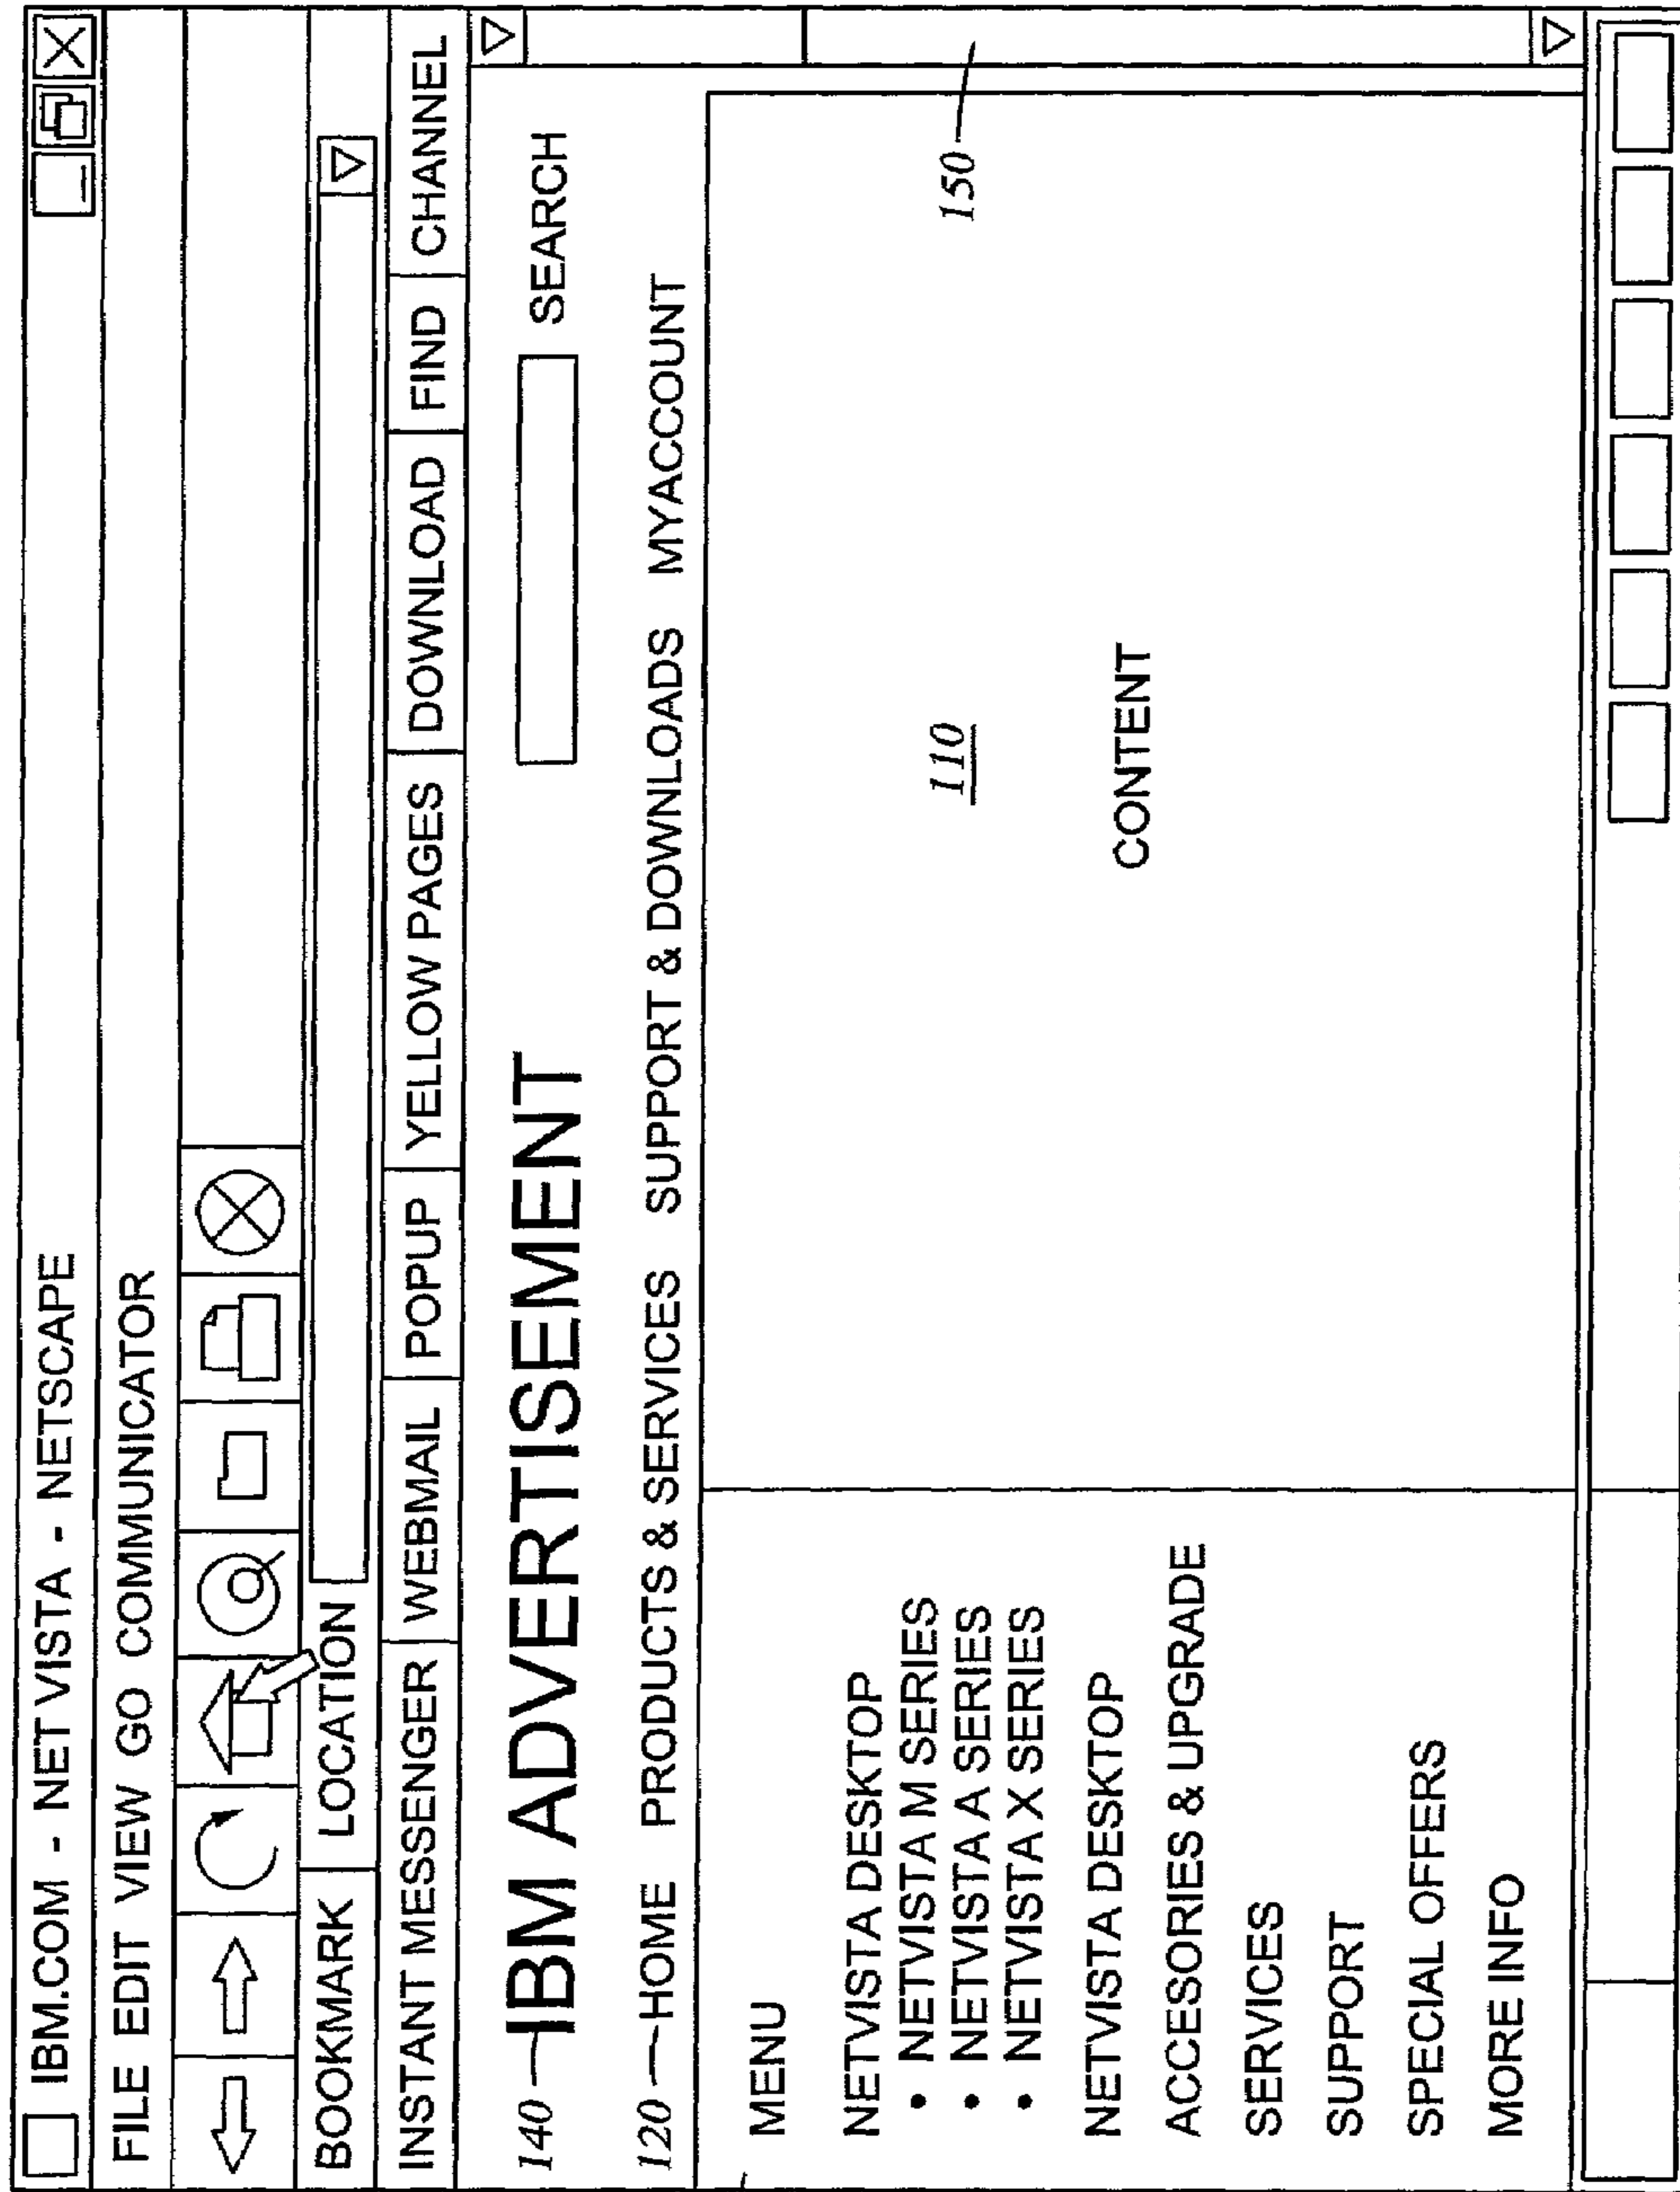 IBM.COM - NET VISTA - NETSCAPE
FILE EDIT VIEW GO COMMUNICATOR
BOOKMARK LOCATION
INSTANT MESSENGER WEBMAIL POPUP YELLOW PAGES DOWNLOAD FIND CHANNEL
140 IBM ADVERTISEMENT SEARCH
120 HOME PRODUCTS & SERVICES SUPPORT & DOWNLOADS MYACCOUNT
MENU
NETVISTA DESKTOP
• NETVISTA M SERIES
• NETVISTA A SERIES
• NETVISTA X SERIES
NETVISTA DESKTOP
ACCESORIES & UPGRADE
SERVICES
SUPPORT
SPECIAL OFFERS
MORE INFO
110
150
CONTENT